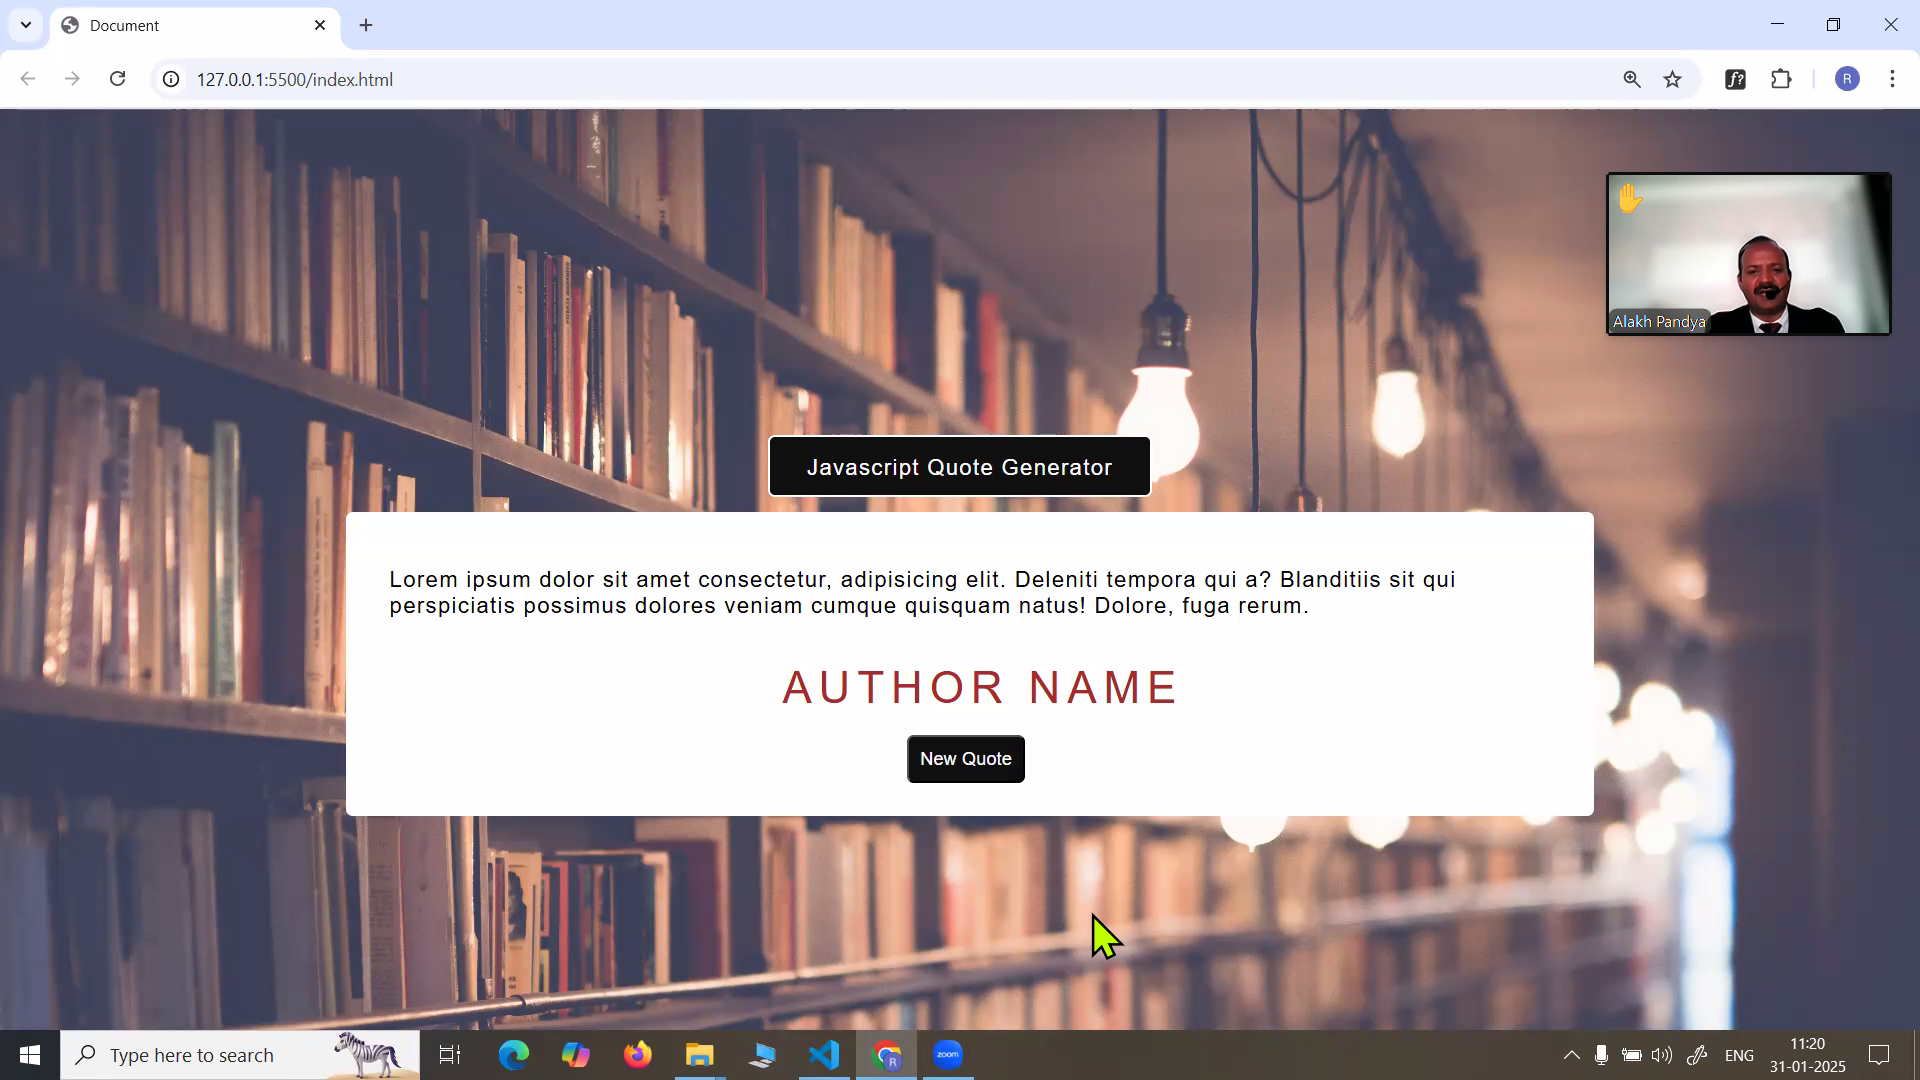 Document
127.0.0.1:5500/index.html
f?
R
Alakh Pandya
Javascript Quote Generator
Lorem ipsum dolor sit amet consectetur, adipisicing elit. Deleniti tempora qui a? Blanditiis sit qui
perspiciatis possimus dolores veniam cumque quisquam natus! Dolore, fuga rerum.
AUTHOR NAME
New Quote
Type here to search
R
zoom
ENG
11:20
31-01-2025